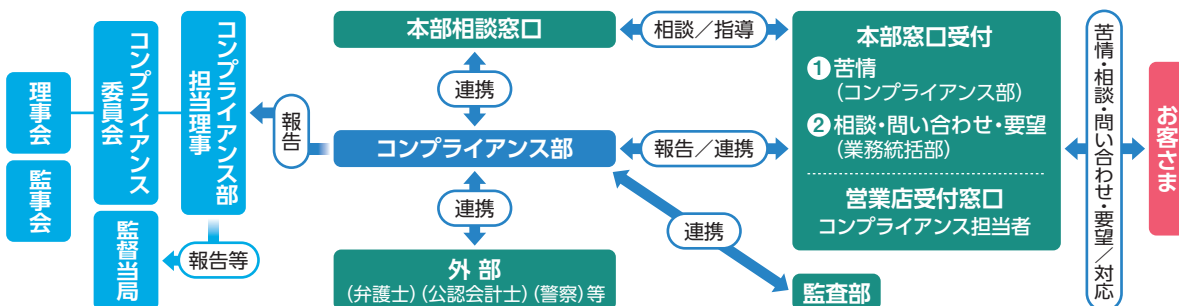 理事会
監事会
コンプライアンス
委員会
コンプライアンス部
担当理事
監督当局
報告等
報告
本部相談窓口
連携
コンプライアンス部
連携
外部
(弁護士)(公認会計士)(警察)等
相談／指導
報告／連携
連携
監査部
本部窓口受付
❶苦情
(コンプライアンス部)
❷相談・問い合わせ・要望
(業務統括部)
営業店受付窓口
コンプライアンス担当者
苦情・相談・問い合わせ・要望／対応
お客さま